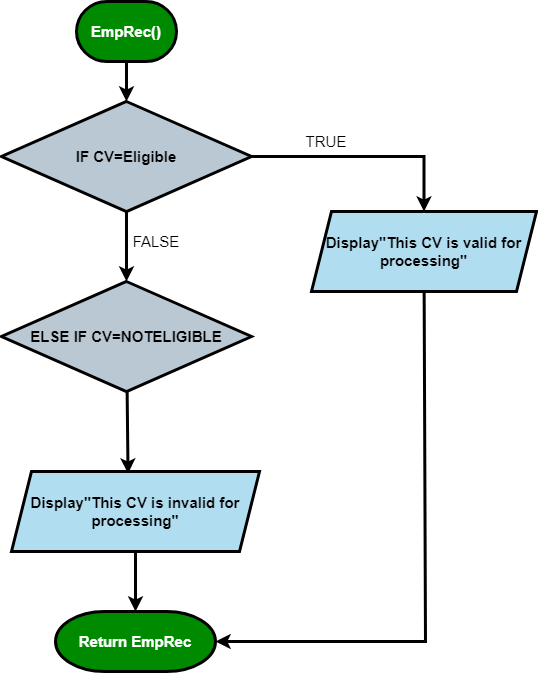 EmpRec()
IF CV=Eligible
TRUE
Display"This CV is valid for
processing"
FALSE
ELSE IF CV=NOTELIGIBLE
Display"This CV is invalid for
processing"
Return EmpRec